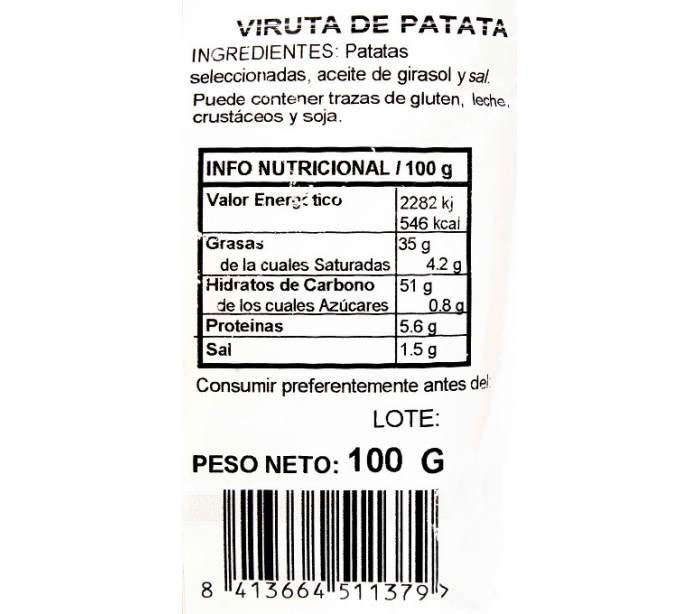 VIRUTA DE PATATA
INGREDIENTES: Patatas
seleccionadas, aceite de girasol y sal.
Puede contener trazas de gluten, leche,
crustáceos y soja.
INFO NUTRICIONAL / 100 g
Valor Energético 2282 kj
546 kcal
Grasas 35 g
de la cuales Saturadas 4.2 g
Hidratos de Carbono 51 g
de los cuales Azúcares 0.8 g
Proteinas 5.6 g
Sal 1.5 g
Consumir preferentemente antes del:
LOTE:
PESO NETO: 100 G
8 413664 511379 >